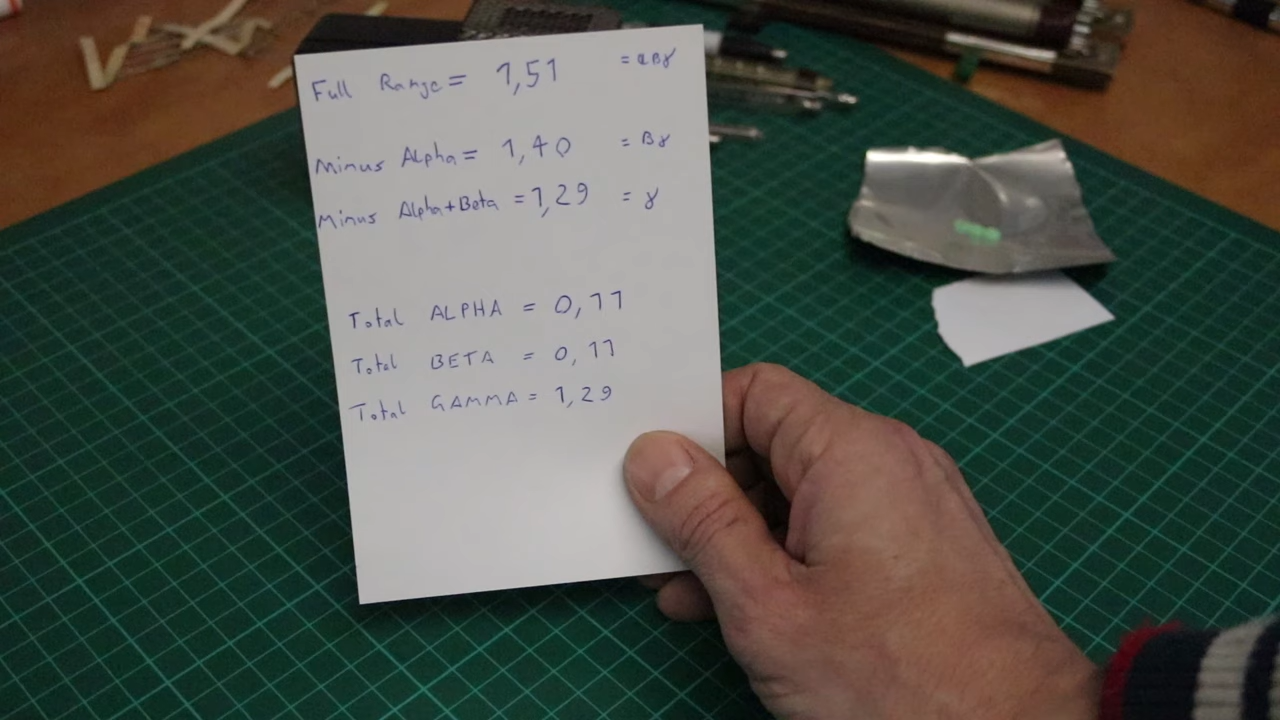 Full Range = 1,51 = αβγ
Minus Alpha = 1,40 = βγ
Minus Alpha+Beta = 1,29 = γ
Total ALPHA = 0,11
Total BETA = 0,11
Total GAMMA = 1,29